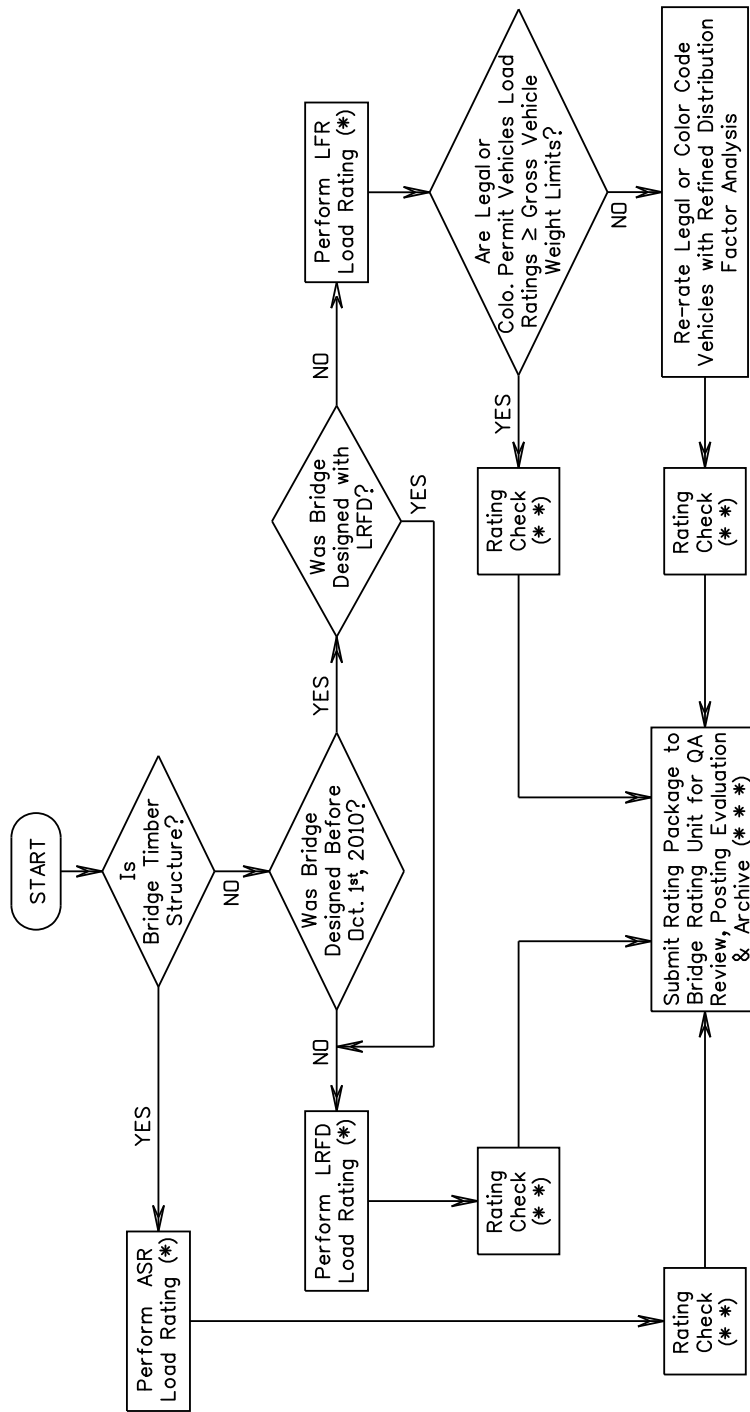 START
Is
Bridge Timber
Structure?
YES
NO
Perform ASR
Load Rating (*)
Was Bridge
Designed Before
Oct. 1st, 2010?
NO
YES
Was Bridge
Designed with
LRFD?
NO
YES
Perform LRFD
Load Rating (*)
Perform LFR
Load Rating (*)
Are Legal or
Colo. Permit Vehicles Load
Ratings ≥ Gross Vehicle
Weight Limits?
YES
NO
Rating
Check
(* *)
Rating
Check
(* *)
Rating
Check
(* *)
Submit Rating Package to
Bridge Rating Unit for QA
Review, Posting Evaluation
& Archive (* * *)
Rating
Check
(* *)
Re-rate Legal or Color Code
Vehicles with Refined Distribution
Factor Analysis